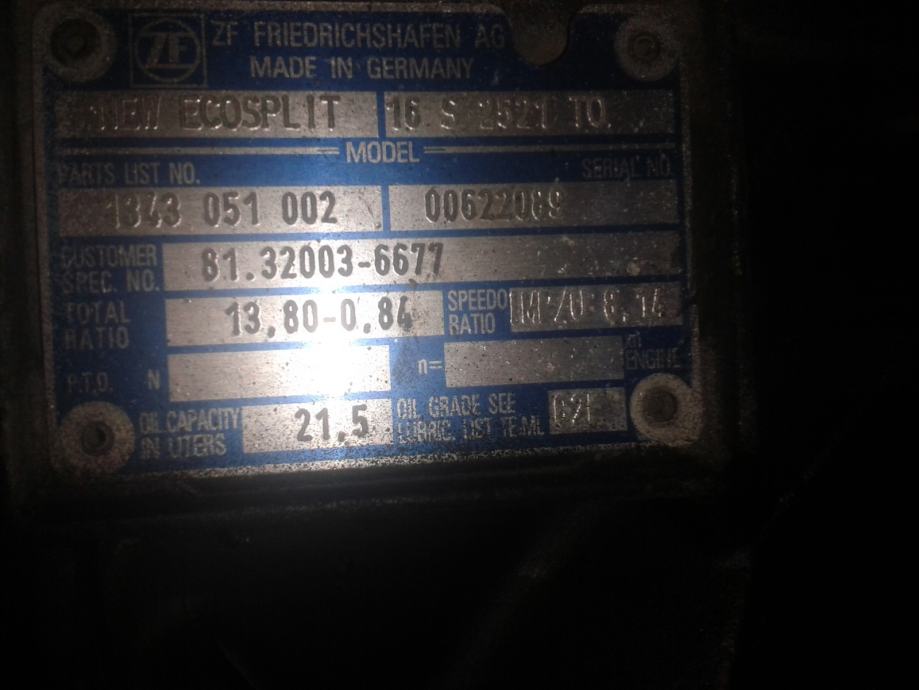 ZF ZF FRIEDRICHSHAFEN AG
MADE IN GERMANY
NEW ECOSPLIT 16 S 2521 TO
MODEL
PARTS LIST NO. SERIAL NO.
1343 051 002 00622089
CUSTOMER
SPEC. NO. 81.32003-6677
TOTAL
RATIO 13,80-0,84 SPEEDO
RATIO
P.T.O. N n= ENGINE
OIL CAPACITY
IN LITERS 21,5 OIL GRADE SEE
LUBRIC. LIST TE-ML 02